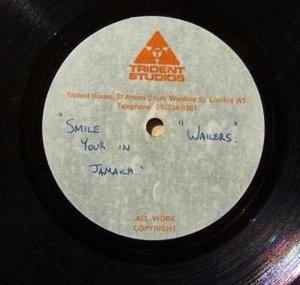 TRIDENT
STUDIOS
Trident House, St Annes Court, Wardour St. London W1
Telephone 01-734-9901
"SMILE "WAILERS".
YOUR IN
JAMAICA."
ALL WORK
COPYRIGHT